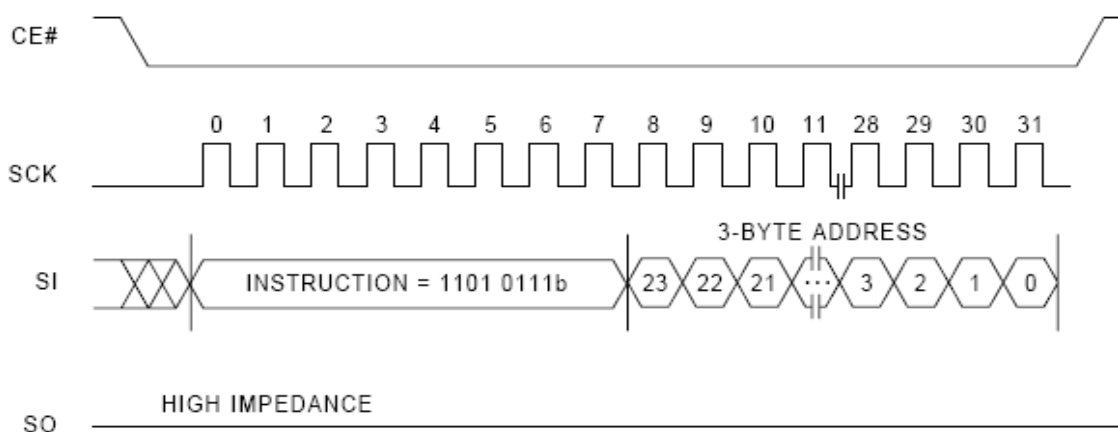 CE#
0 1 2 3 4 5 6 7 8 9 10 11 28 29 30 31
SCK
3-BYTE ADDRESS
SI INSTRUCTION = 1101 0111b 23 22 21 ... 3 2 1 0
HIGH IMPEDANCE
SO